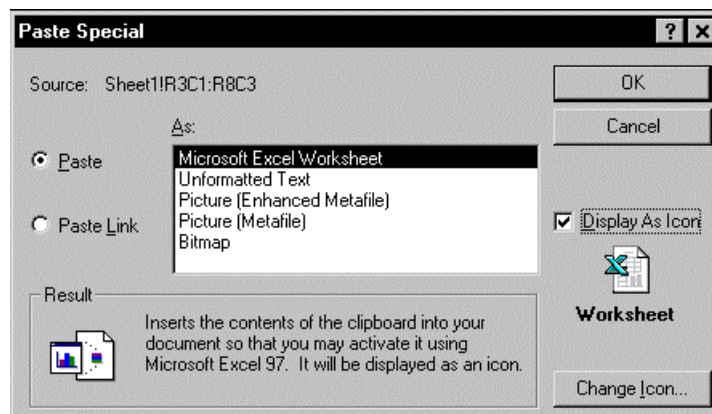 Paste Special
Source: Sheet1!R3C1:R8C3
OK
As:
Cancel
Paste
Microsoft Excel Worksheet
Unformatted Text
Picture (Enhanced Metafile)
Paste Link
Picture (Metafile)
Display As Icon
Bitmap
Worksheet
Result
Inserts the contents of the clipboard into your
document so that you may activate it using
Microsoft Excel 97. It will be displayed as an icon.
Change Icon...